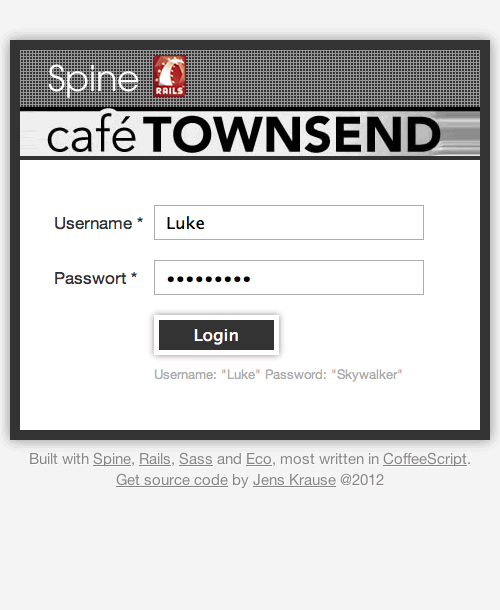 Spine RAILS
café TOWNSEND
Username * Luke
Passwort * •••••••••
Login
Username: "Luke" Password: "Skywalker"
Built with Spine, Rails, Sass and Eco, most written in CoffeeScript.
Get source code by Jens Krause @2012